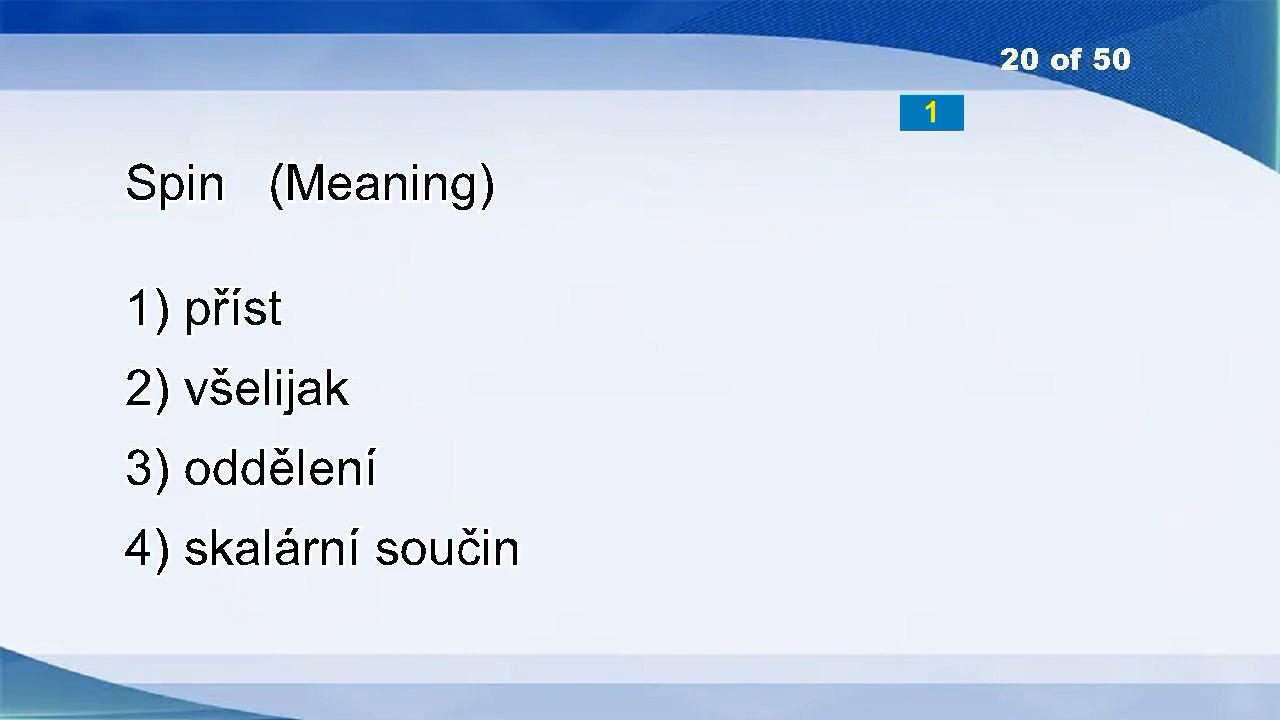 20 of 50
1
Spin (Meaning)
1) příst
2) všelijak
3) oddělení
4) skalární součin